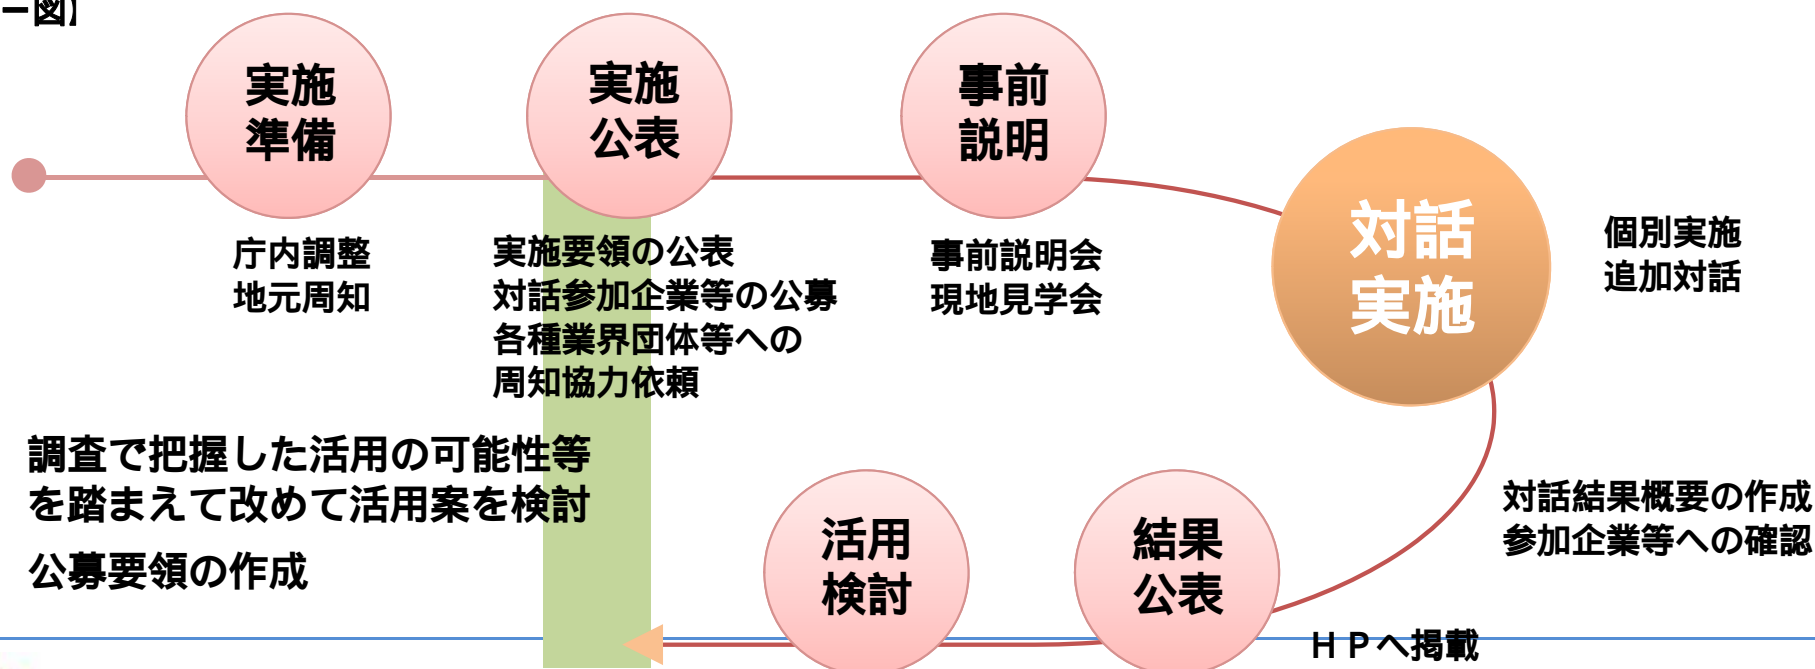 ー図】
実施
準備
実施
公表
事前
説明
対話
実施
庁内調整
地元周知
実施要領の公表
対話参加企業等の公募
各種業界団体等への
周知協力依頼
事前説明会
現地見学会
個別実施
追加対話
調査で把握した活用の可能性等
を踏まえて改めて活用案を検討
公募要領の作成
活用
検討
結果
公表
対話結果概要の作成
参加企業等への確認
ＨＰへ掲載